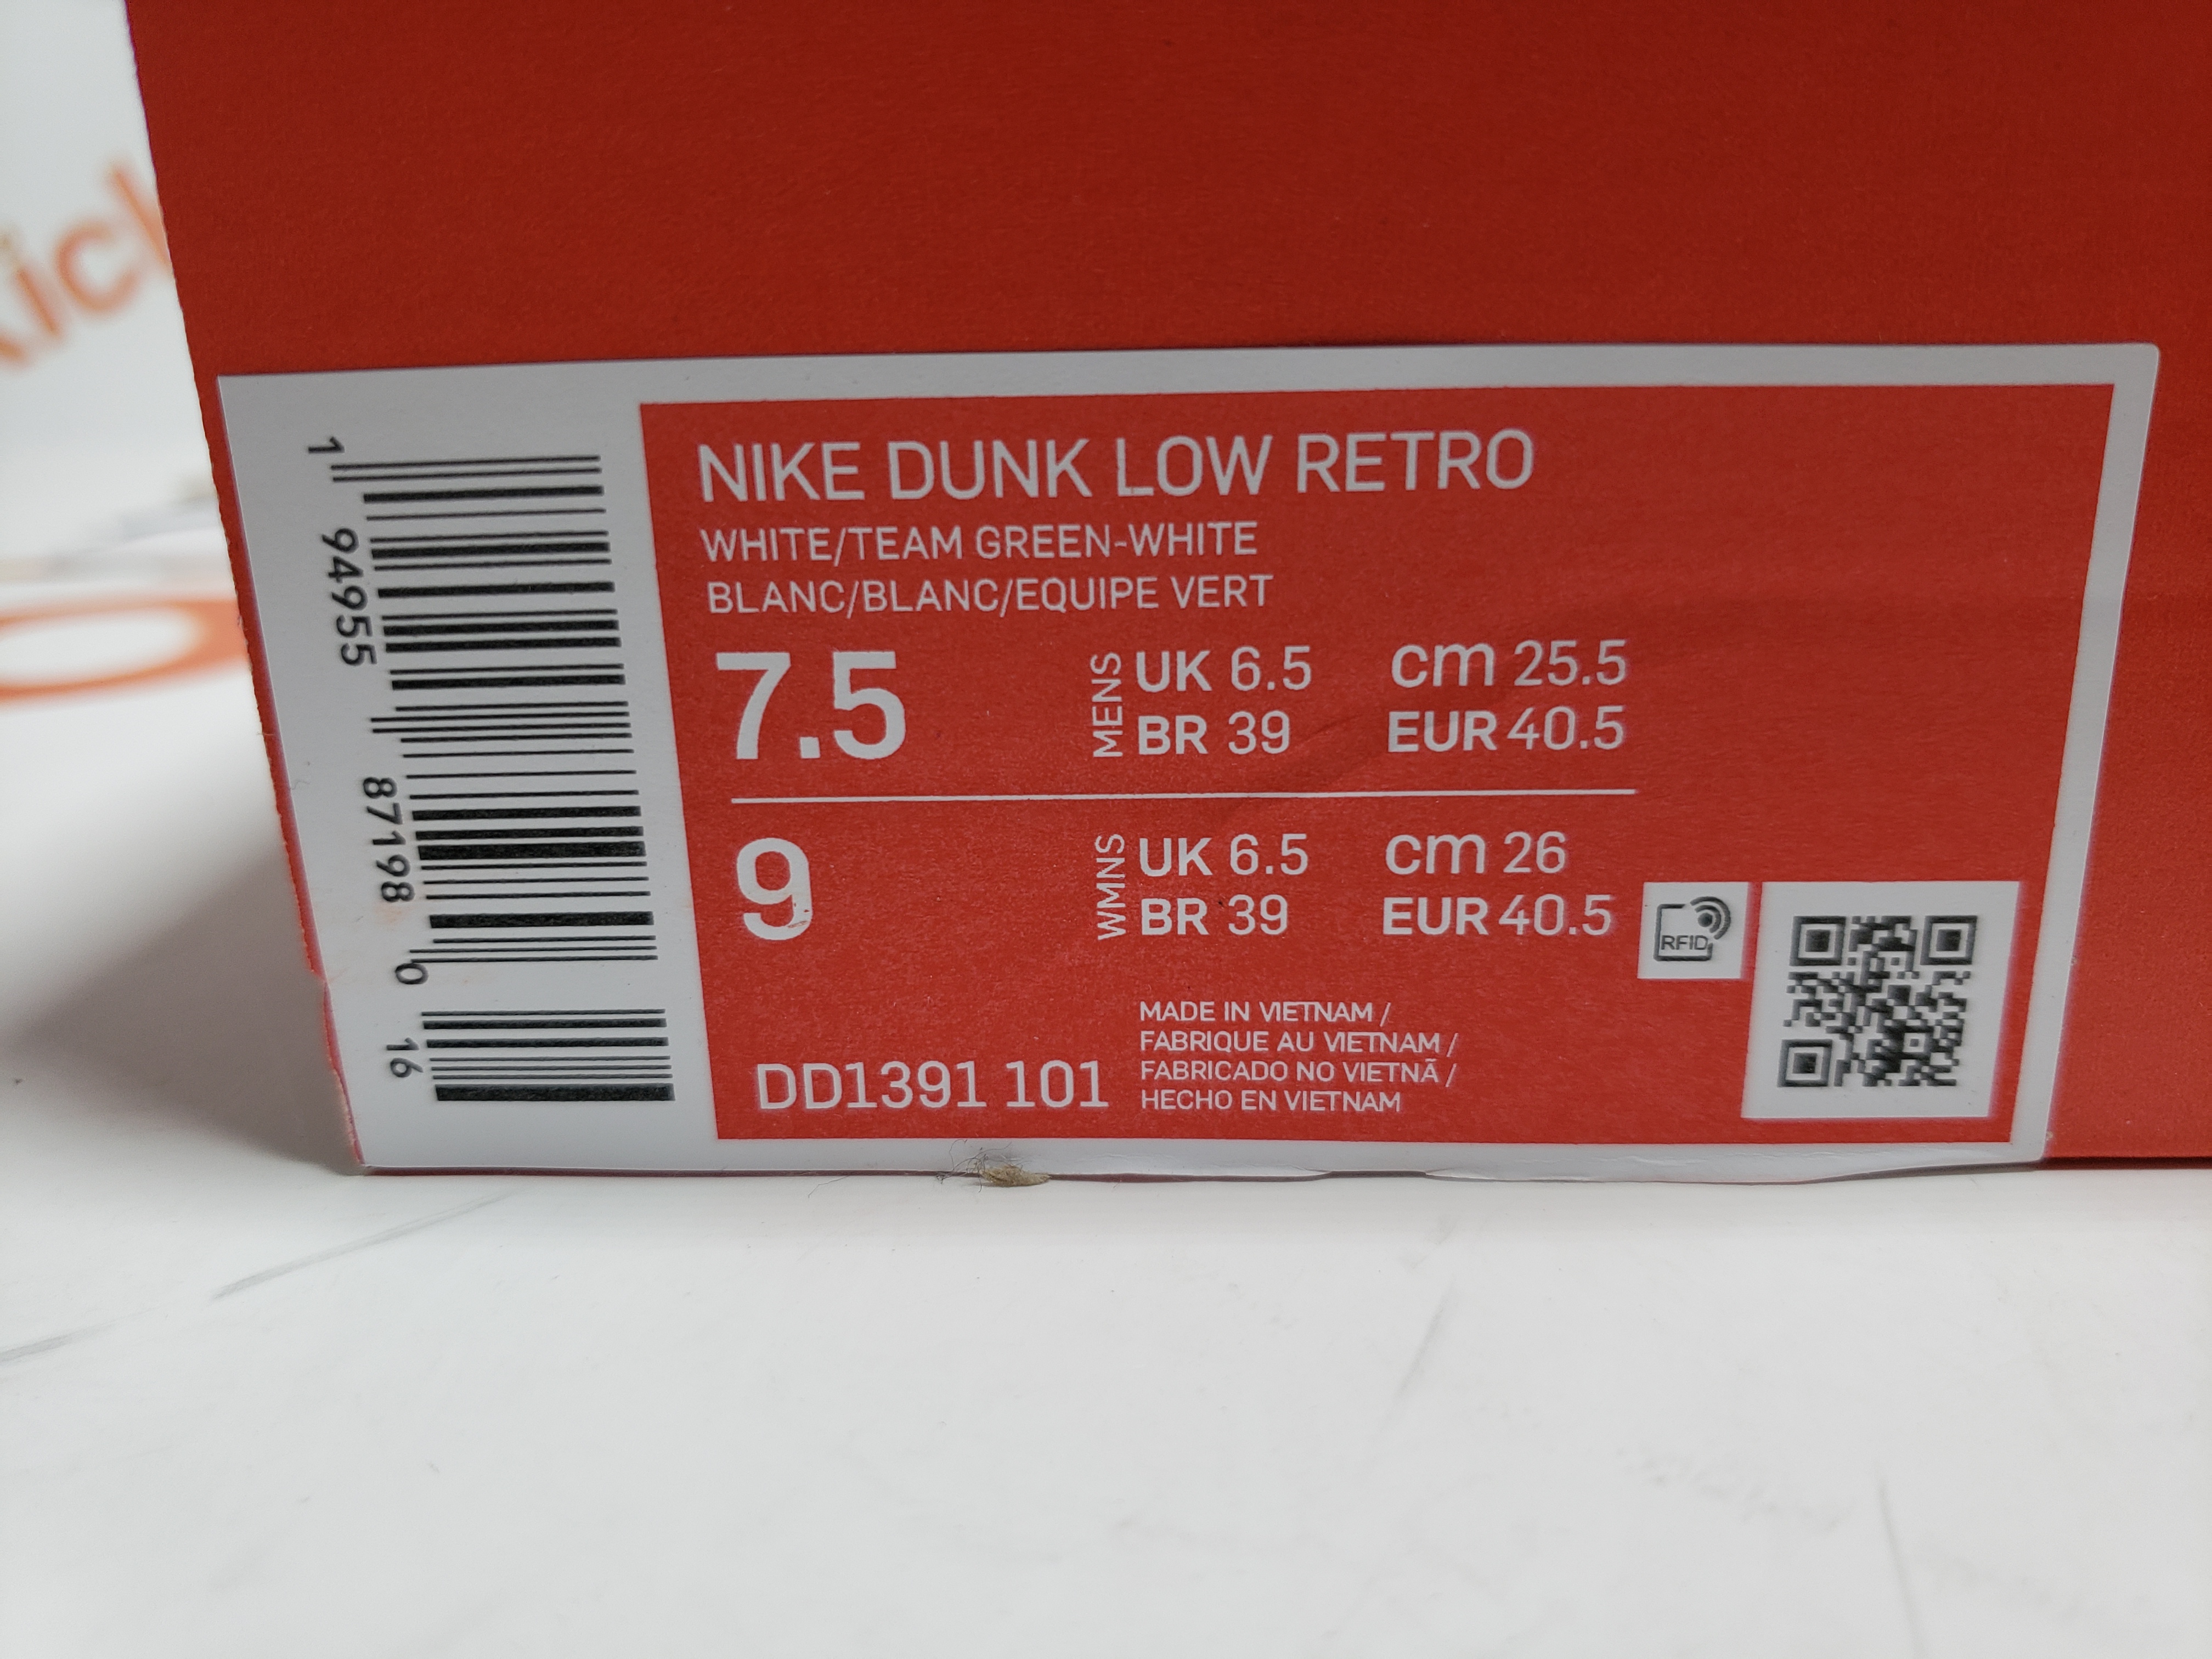 NIKE DUNK LOW RETRO
WHITE/TEAM GREEN-WHITE
BLANC/BLANC/EQUIPE VERT
7.5
MENS
UK 6.5 cm 25.5
BR 39 EUR 40.5
9
WMNS
UK 6.5 cm 26
BR 39 EUR 40.5
RFID
DD1391 101
MADE IN VIETNAM /
FABRIQUE AU VIETNAM /
FABRICADO NO VIETNÃ /
HECHO EN VIETNAM
1 94955 87198 0 16